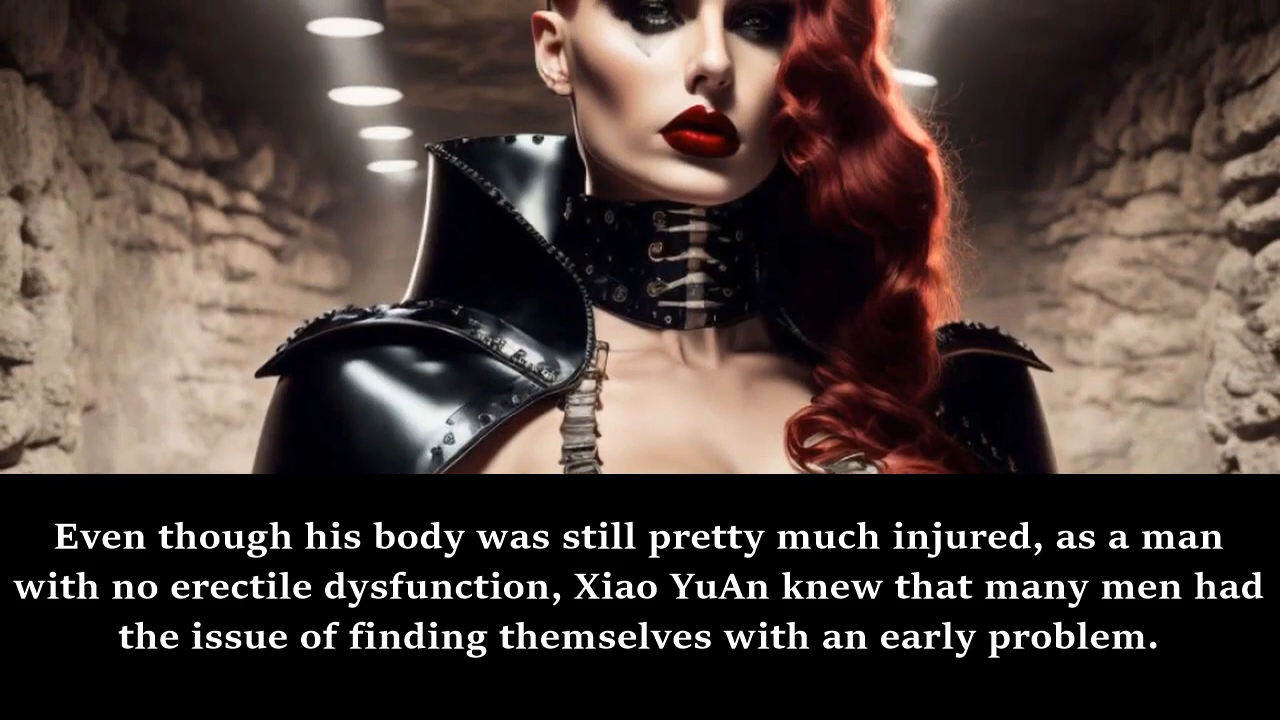 Even though his body was still pretty much injured, as a man
with no erectile dysfunction, Xiao YuAn knew that many men had
the issue of finding themselves with an early problem.